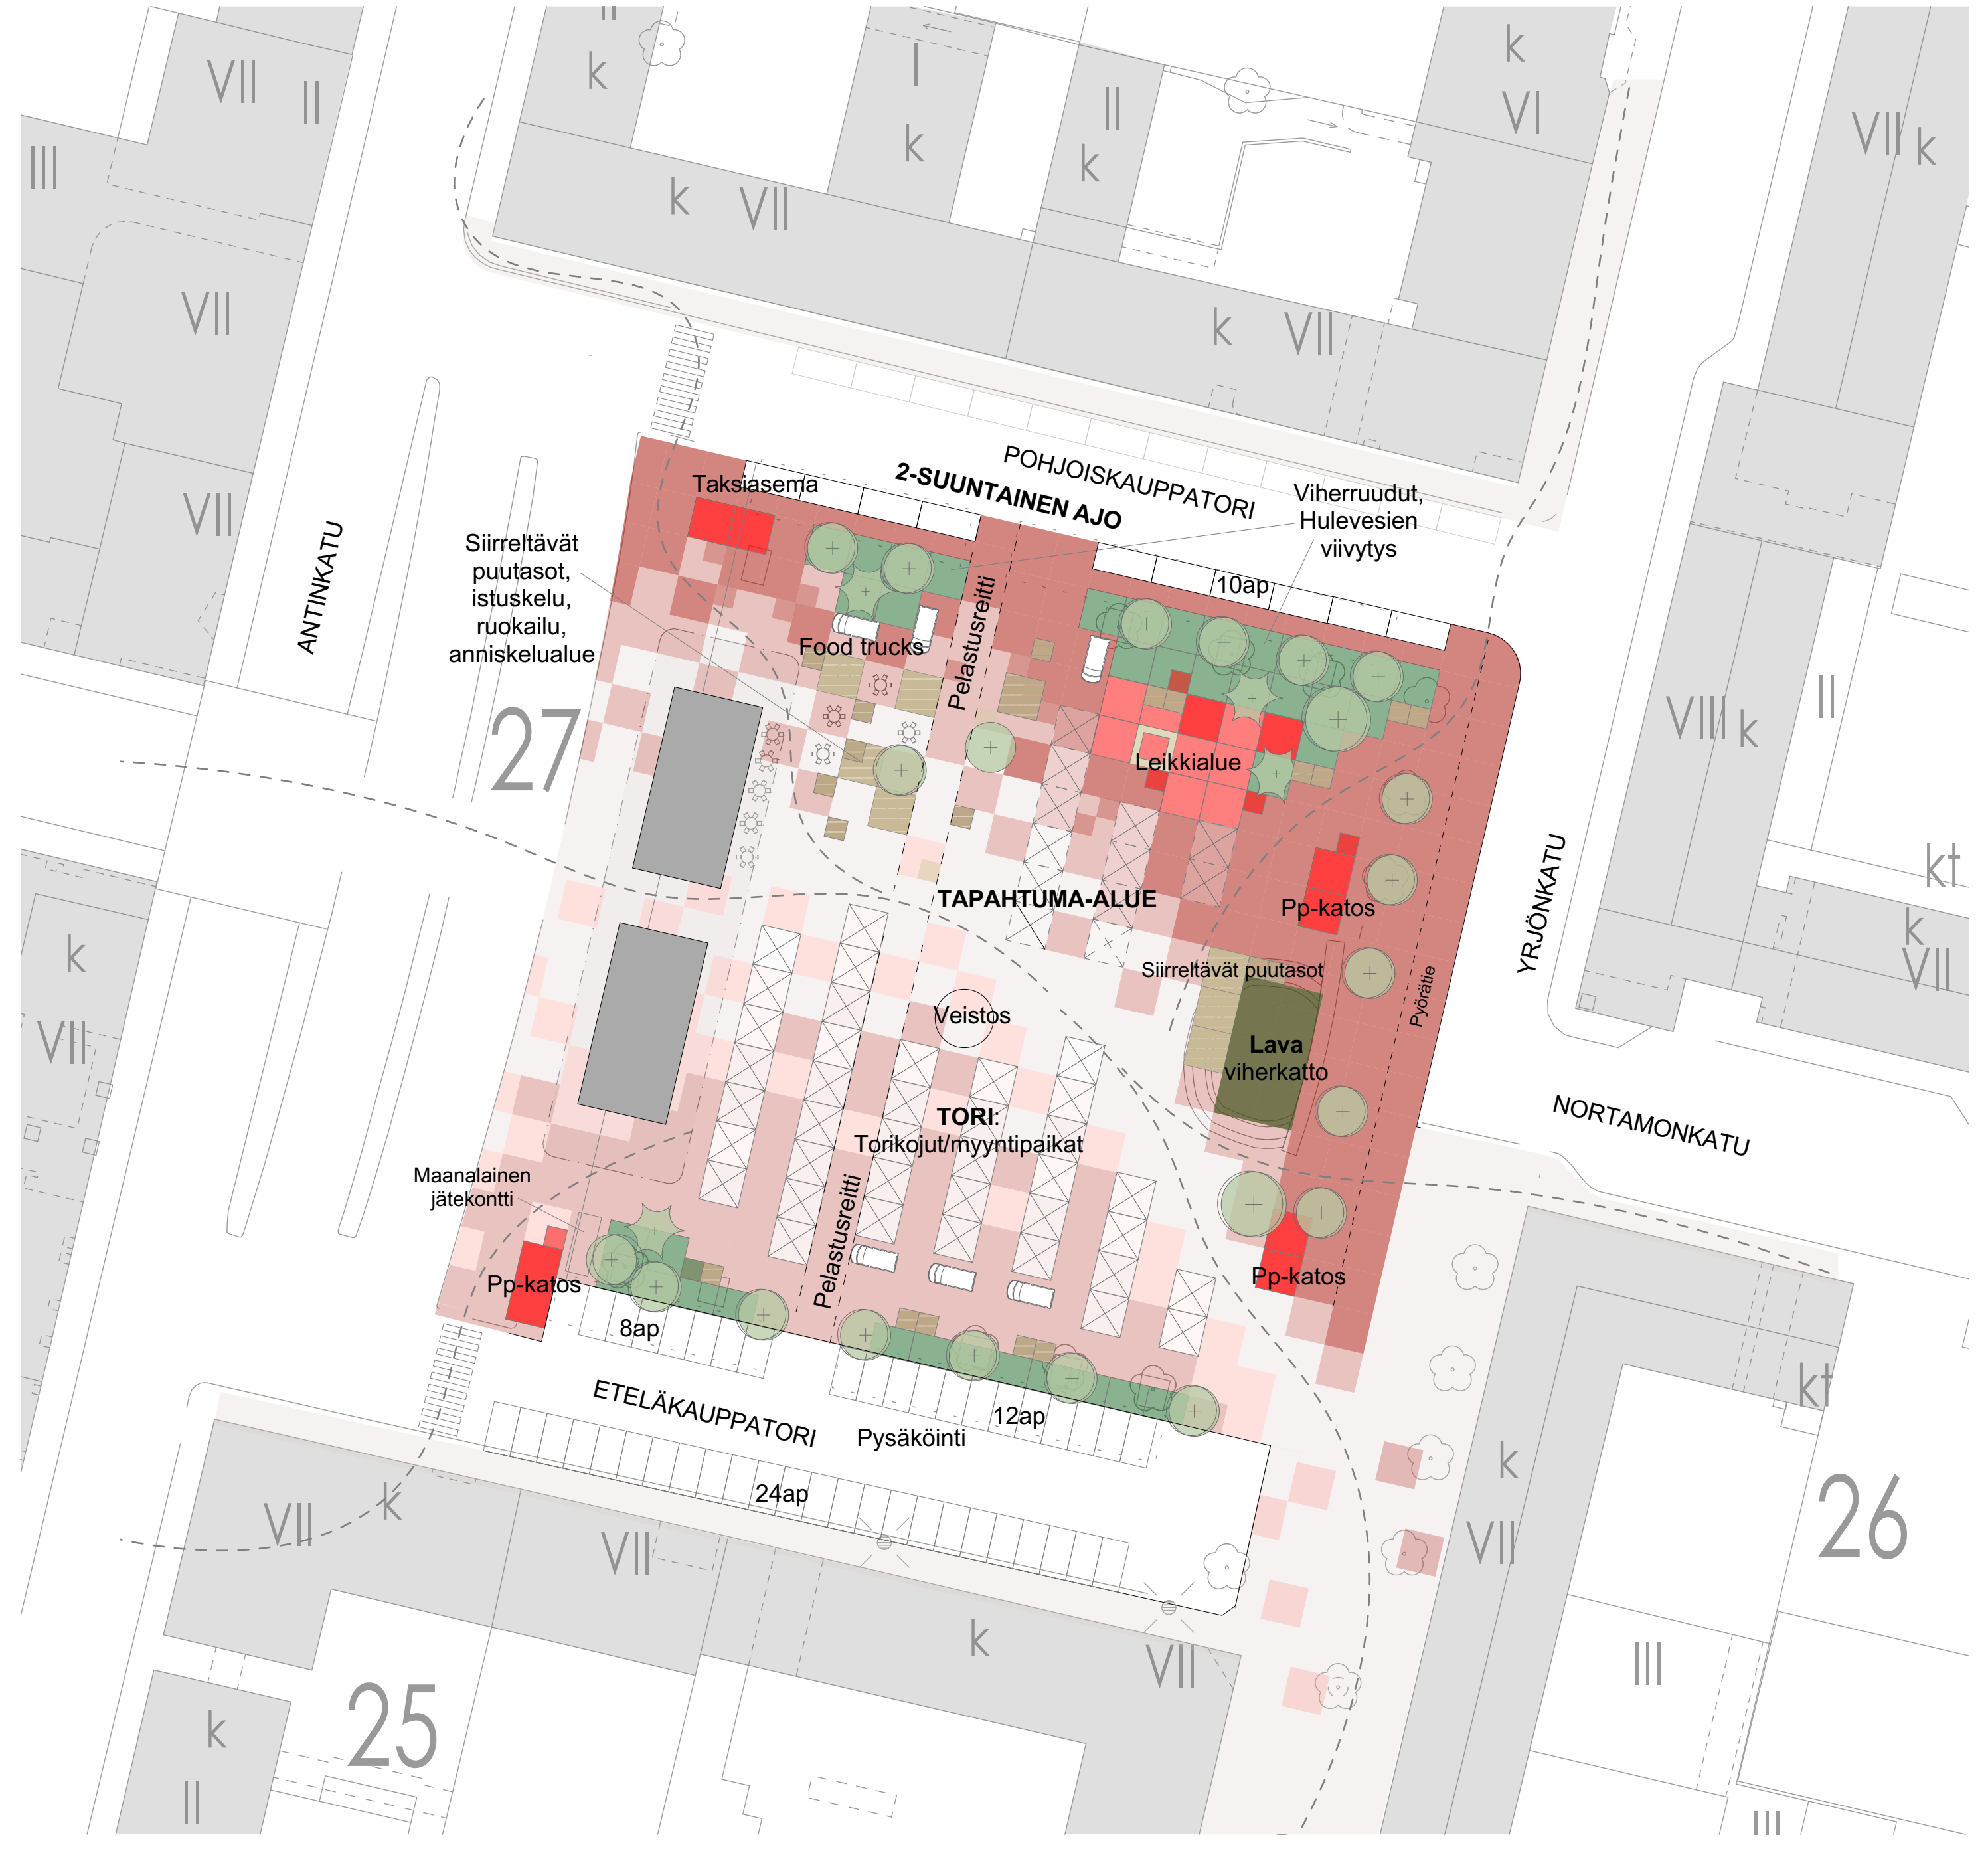 II
k
I
k
VII
II
II
k
k
VI
VII
k
III
k
k
VII
VII
k
VII
POHJOISKAUPPATORI
2-SUUNTAINEN AJO
Taksiasema
Viherruudut,
Hulevesien
viivytys
VII
ANTINKATU
Siirreltävät
puutasot,
istuskelu,
ruokailu,
anniskelualue
10ap
Pelastusreitti
Food trucks
27
VIII
k
II
Leikkialue
TAPAHTUMA-ALUE
Pp-katos
YRJÖNKATU
kt
k
VII
k
VII
Siirreltävät puutasot
Pyörätie
Veistos
Lava
viherkatto
TORI:
Torikojut/myyntipaikat
NORTAMONKATU
Maanalainen
jätekontti
Pelastusreitti
Pp-katos
Pp-katos
8ap
ETELÄKAUPPATORI
12ap
Pysäköinti
24ap
kt
k
VII
26
VII
k
VII
k
VII
III
25
k
II
III